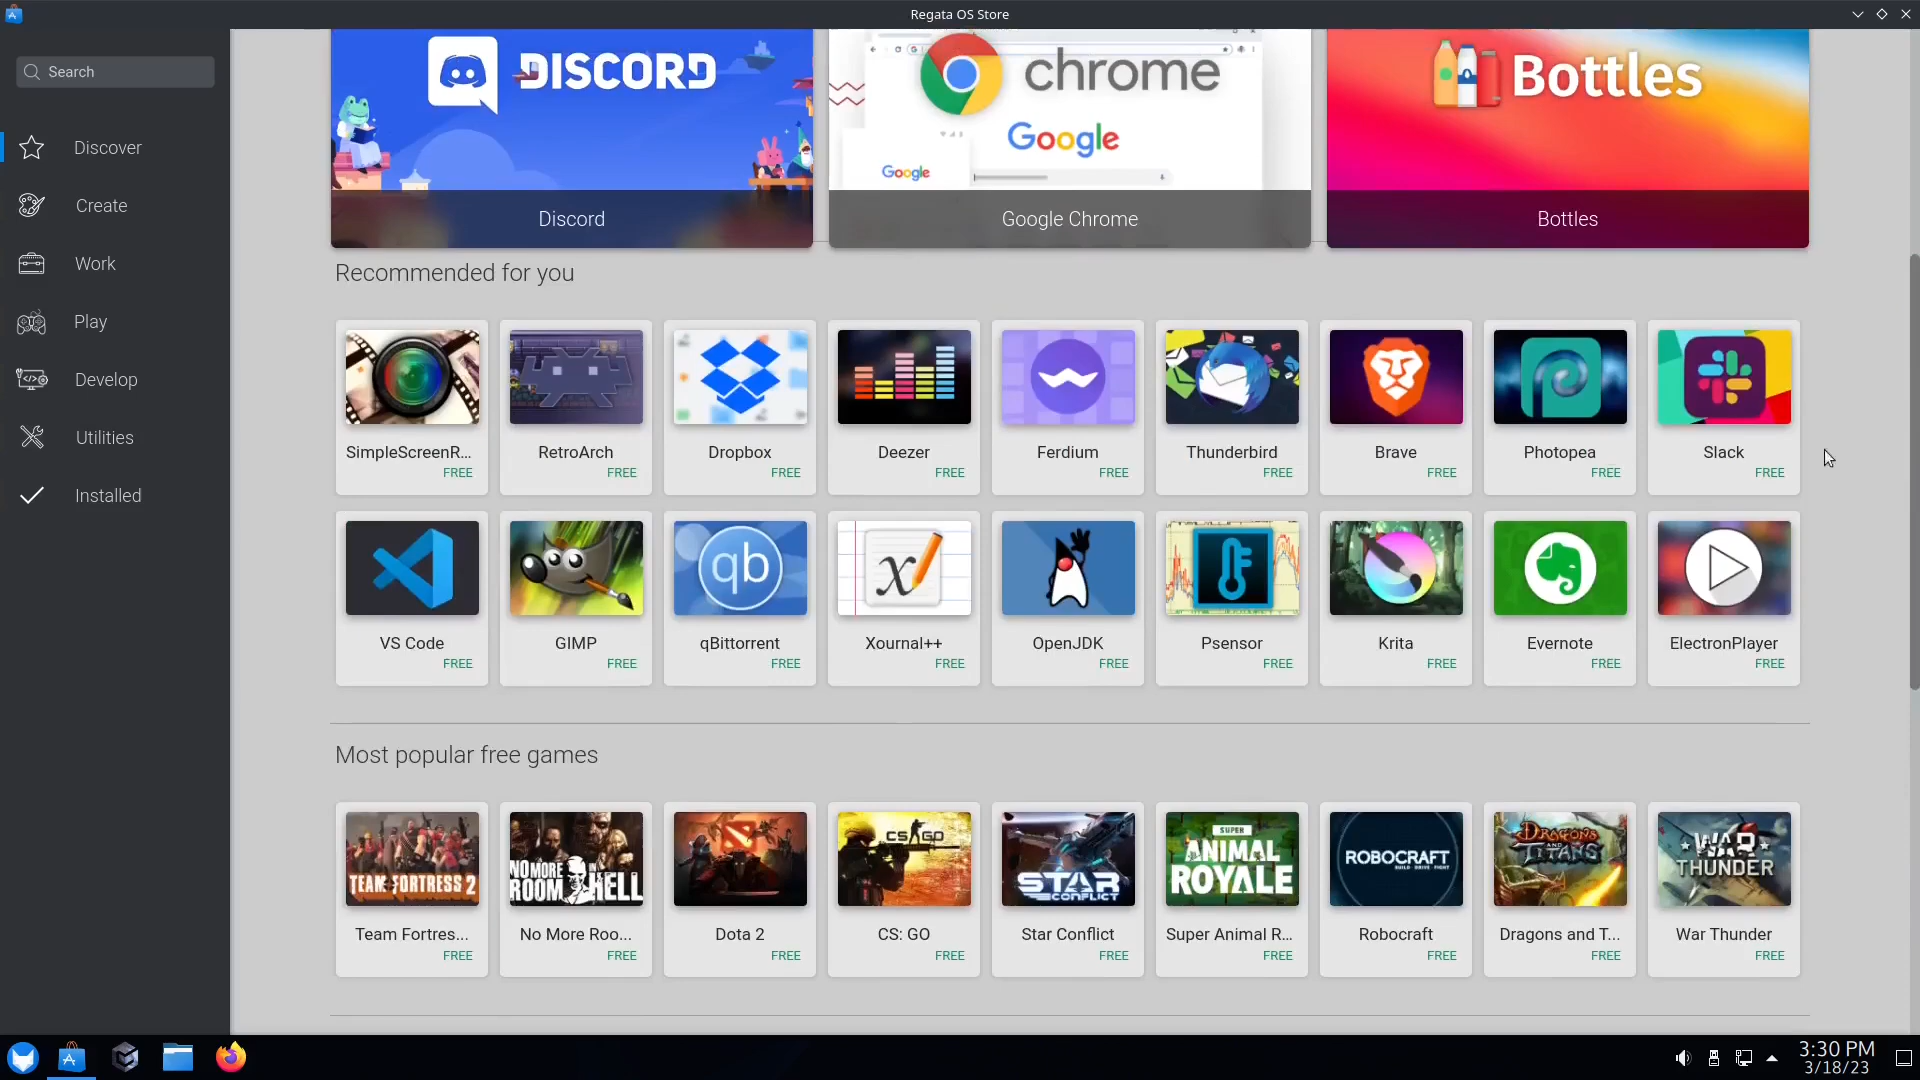 Regata OS Store
Search
Discover
Create
Work
Play
Develop
Utilities
Installed
DISCORD
chrome
Google
Google
Bottles
Discord
Google Chrome
Bottles
Recommended for you
SimpleScreenR...
FREE
RetroArch
FREE
Dropbox
FREE
Deezer
FREE
Ferdium
FREE
Thunderbird
FREE
Brave
FREE
Photopea
FREE
Slack
FREE
VS Code
FREE
GIMP
FREE
qb
qBittorrent
FREE
X
Xournal++
FREE
OpenJDK
FREE
Psensor
FREE
Krita
FREE
Evernote
FREE
ElectronPlayer
FREE
Most popular free games
TEAM FORTRESS 2
Team Fortres...
FREE
NO MORE
ROOM IN HELL
No More Roo...
FREE
Dota 2
FREE
CS GO
CS: GO
FREE
STAR
CONFLICT
Star Conflict
FREE
SUPER
ANIMAL
ROYALE
Super Animal R...
FREE
ROBOCRAFT
BUILD · DRIVE · FIGHT
Robocraft
FREE
DRAGONS
AND
TITANS
Dragons and T...
FREE
WAR
THUNDER
War Thunder
FREE
3:30 PM
3/18/23